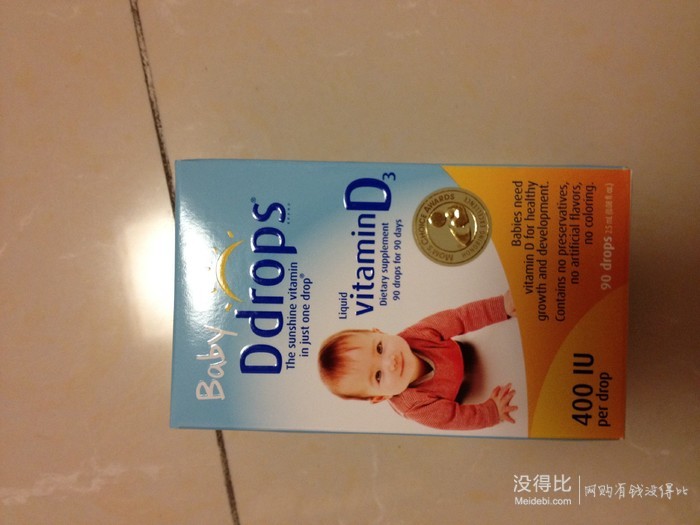 Baby
Ddrops®
The sunshine vitamin
in just one drop®
Liquid
vitamin D3
Dietary supplement
90 drops for 90 days
Babies need
vitamin D for healthy
growth and development.
Contains no preservatives,
no artificial flavors,
no coloring.
90 drops
400 IU
per drop
没得比
Meidebi.com
网购有钱没得比